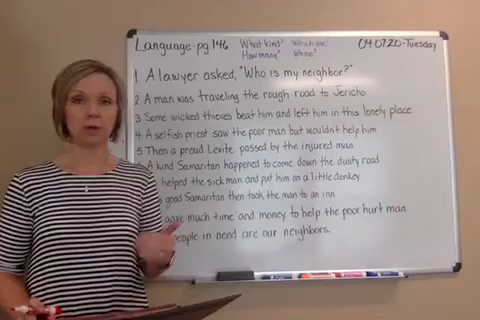 Language-pg.146 What kind? Which one? 04.07.20-Tuesday
How many? Whose?
1. A lawyer asked, "Who is my neighbor?"
2 A man was traveling the rough road to Jericho
3 Some wicked thieves beat him and left him in this lonely place
4 A selfish priest saw the poor man but wouldn't help him
5 Then a proud Levite passed by the injured man
A kind Samaritan happened to come down the dusty road
helped the sick man and put him on a little donkey
good Samaritan then took the man to an inn
gave much time and money to help the poor hurt man
people in need are our neighbors.